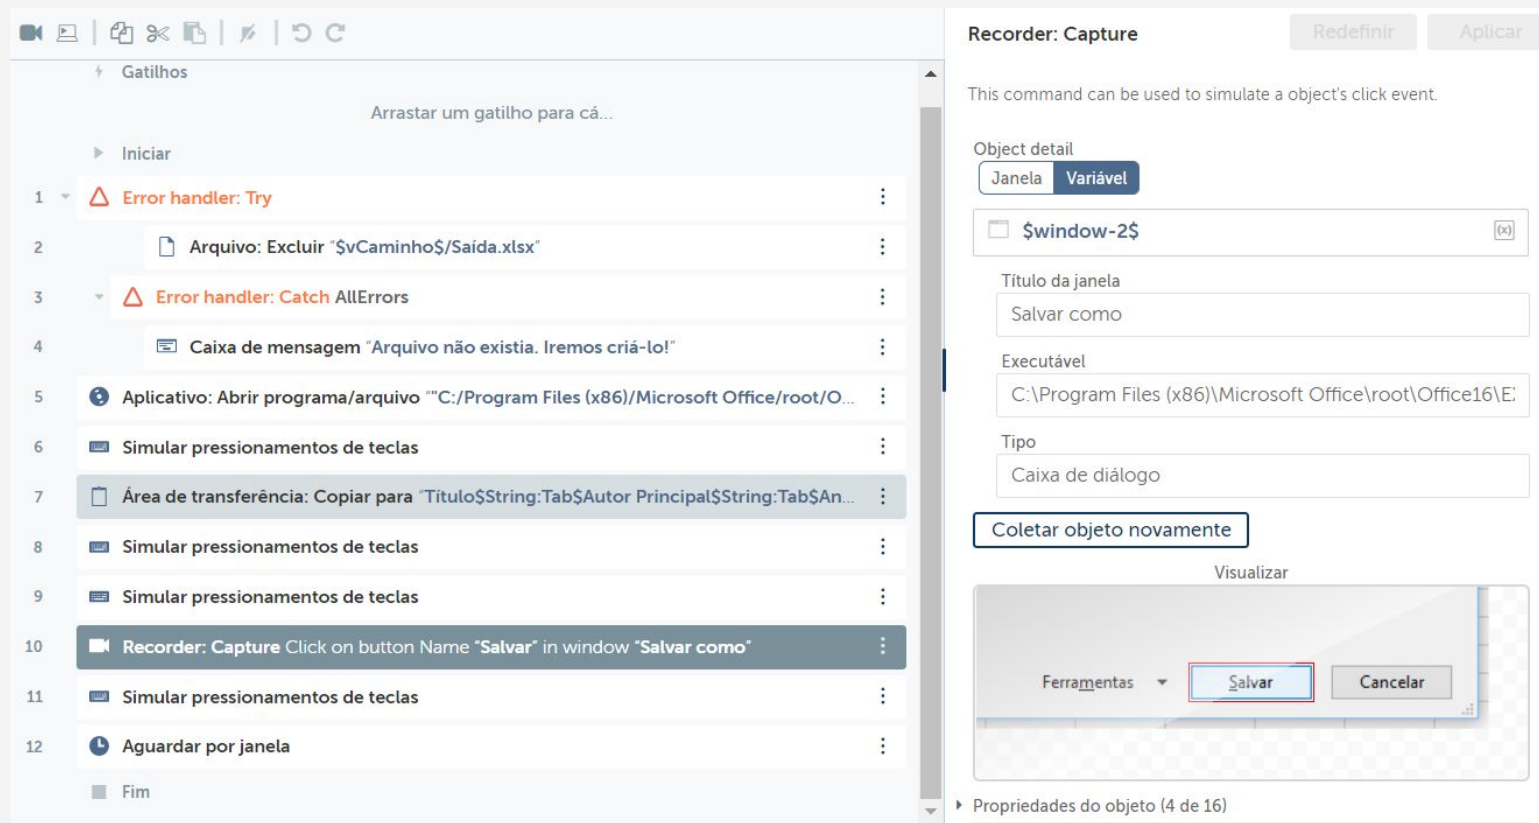 Gatilhos
Arrastar um gatilho para cá...
Iniciar
1 Error handler: Try
2 Arquivo: Excluir "$vCaminho$/Saída.xlsx"
3 Error handler: Catch AllErrors
4 Caixa de mensagem "Arquivo não existia. Iremos criá-lo!"
5 Aplicativo: Abrir programa/arquivo ""C:/Program Files (x86)/Microsoft Office/root/O...
6 Simular pressionamentos de teclas
7 Área de transferência: Copiar para "Título$String:Tab$Autor Principal$String:Tab$An...
8 Simular pressionamentos de teclas
9 Simular pressionamentos de teclas
10 Recorder: Capture Click on button Name "Salvar" in window "Salvar como"
11 Simular pressionamentos de teclas
12 Aguardar por janela
Fim
Recorder: Capture
Redefinir
Aplicar
This command can be used to simulate a object's click event.
Object detail
Janela Variável
$window-2$ (x)
Título da janela
Salvar como
Executável
C:\Program Files (x86)\Microsoft Office\root\Office16\E
Tipo
Caixa de diálogo
Coletar objeto novamente
Visualizar
Ferramentas Salvar Cancelar
Propriedades do objeto (4 de 16)